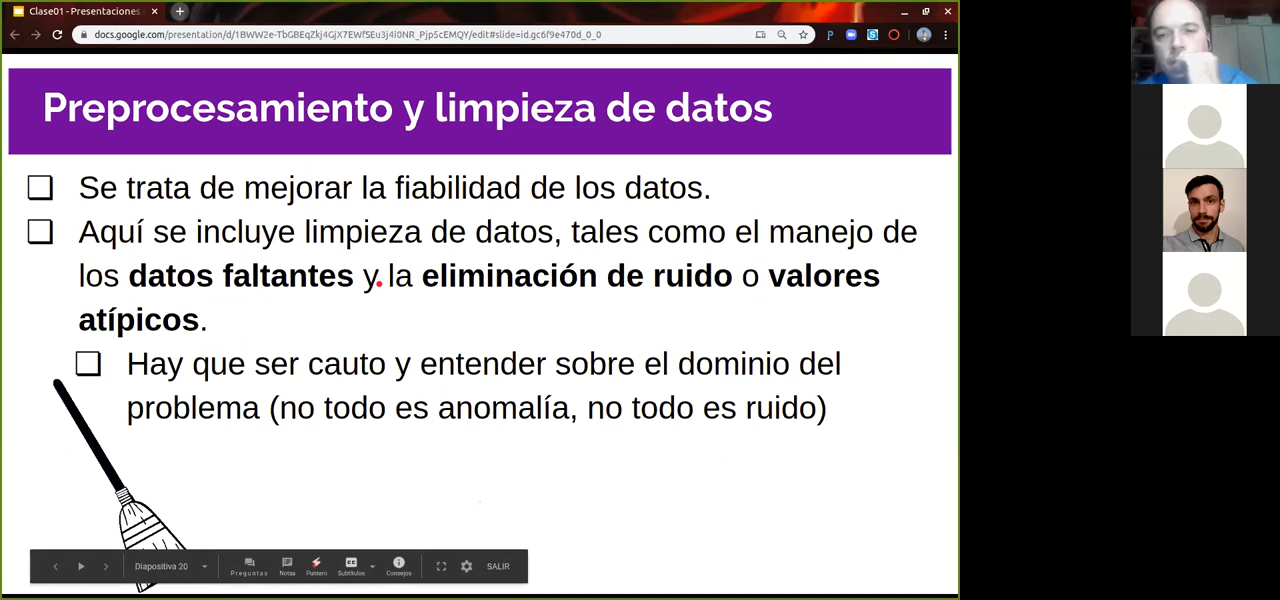 Clase01 - Presentaciones
docs.google.com/presentation/d/1BWW2e-TbGBEqZkj4GJX7EWfSEu3j4i0NR_Pjp5cEMQY/edit#slide=id.gc6f9e470d_0_0
Preprocesamiento y limpieza de datos
Se trata de mejorar la fiabilidad de los datos.
Aquí se incluye limpieza de datos, tales como el manejo de
los datos faltantes y la eliminación de ruido o valores
atípicos.
Hay que ser cauto y entender sobre el dominio del
problema (no todo es anomalía, no todo es ruido)
Diapositiva 20
Preguntas
Notas
Puntero
Subtítulos
Consejos
SALIR